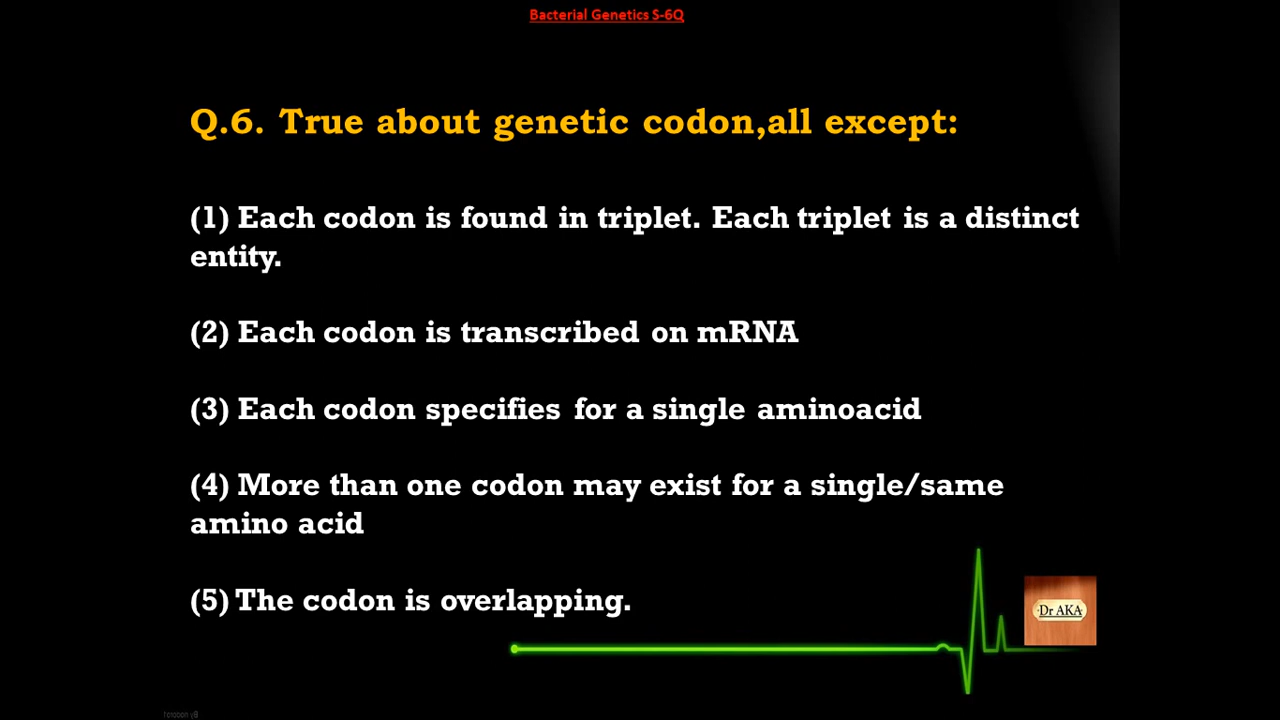 Bacterial Genetics S-6Q
Q.6. True about genetic codon,all except:
(1) Each codon is found in triplet. Each triplet is a distinct
entity.
(2) Each codon is transcribed on mRNA
(3) Each codon specifies for a single aminoacid
(4) More than one codon may exist for a single/same
amino acid
(5) The codon is overlapping.
Dr AKA